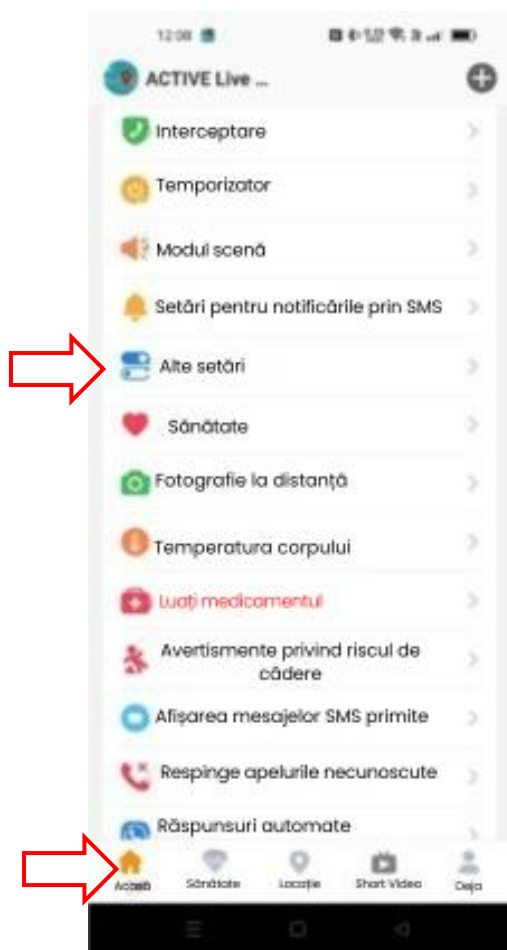 12:08
ACTIVE Live ...
Interceptare
Temporizator
Modul scenă
Setări pentru notificările prin SMS
Alte setări
Sănătate
Fotografie la distanță
Temperatura corpului
Luați medicamentul
Avertismente privind riscul de
cădere
Afișarea mesajelor SMS primite
Respinge apelurile necunoscute
Răspunsuri automate
Acasă Sănătate Locație Short Video Deja